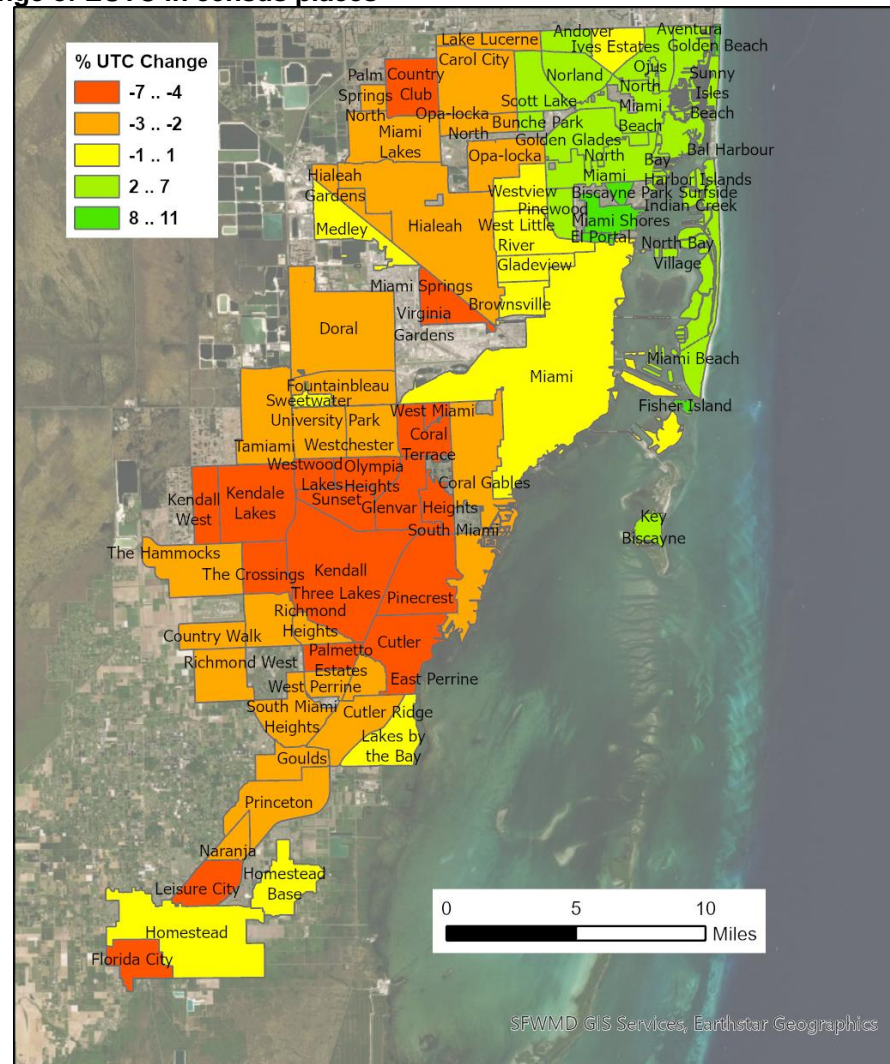 % UTC Change
-7 .. -4
-3 .. -2
-1 .. 1
2 .. 7
8 .. 11
Lake Lucerne
Andover
Ives Estates
Aventura
Golden Beach
Carol City
Palm
Springs
North
Country
Club
Norland
Ojus
Sunny
Isles
Beach
North
Miami
Beach
Scott Lake
Opa-locka
North
Bunche Park
Miami
Lakes
Golden Glades
Opa-locka
North
Miami
Bay
Bal Harbour
Harbor Islands
Hialeah
Gardens
Westview
Biscayne Park
Surfside
Indian Creek
Pinewood
Miami Shores
Medley
Hialeah
West Little
River
El Portal
North Bay
Village
Gladeview
Miami Springs
Virginia
Gardens
Brownsville
Doral
Miami
Miami Beach
Fountainbleau
Sweetwater
Fisher Island
University Park
West Miami
Tamiami
Westchester
Coral
Terrace
Westwood
Lakes
Olympia
Heights
Sunset
Coral Gables
Kendall
West
Kendale
Lakes
Glenvar Heights
South Miami
Key
Biscayne
The Hammocks
The Crossings
Kendall
Three Lakes
Pinecrest
Richmond
Heights
Country Walk
Cutler
Richmond West
Palmetto
Estates
West Perrine
East Perrine
South Miami
Heights
Cutler Ridge
Lakes by
the Bay
Goulds
Princeton
Naranja
Leisure City
Homestead
Base
Homestead
Florida City
0 5 10
Miles
SFWMD GIS Services, Earthstar Geographics